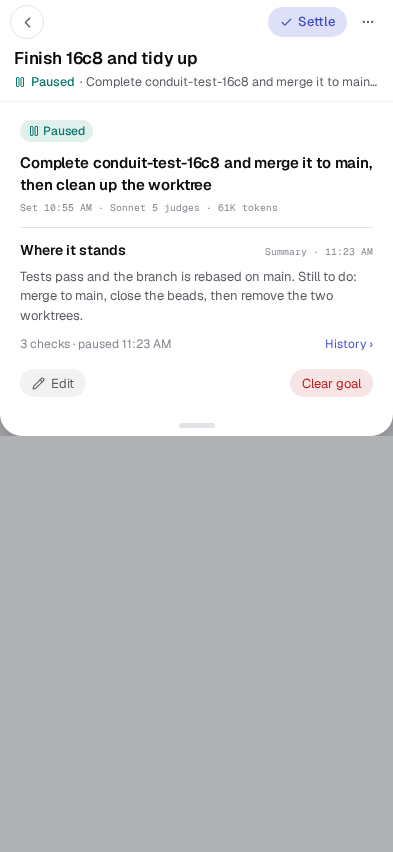 Settle
Finish 16c8 and tidy up
Paused · Complete conduit-test-16c8 and merge it to main...
Paused
Complete conduit-test-16c8 and merge it to main,
then clean up the worktree
Set 10:55 AM · Sonnet 5 judges · 61K tokens
Where it stands
Summary · 11:23 AM
Tests pass and the branch is rebased on main. Still to do:
merge to main, close the beads, then remove the two
worktrees.
3 checks · paused 11:23 AM
History ›
Edit
Clear goal